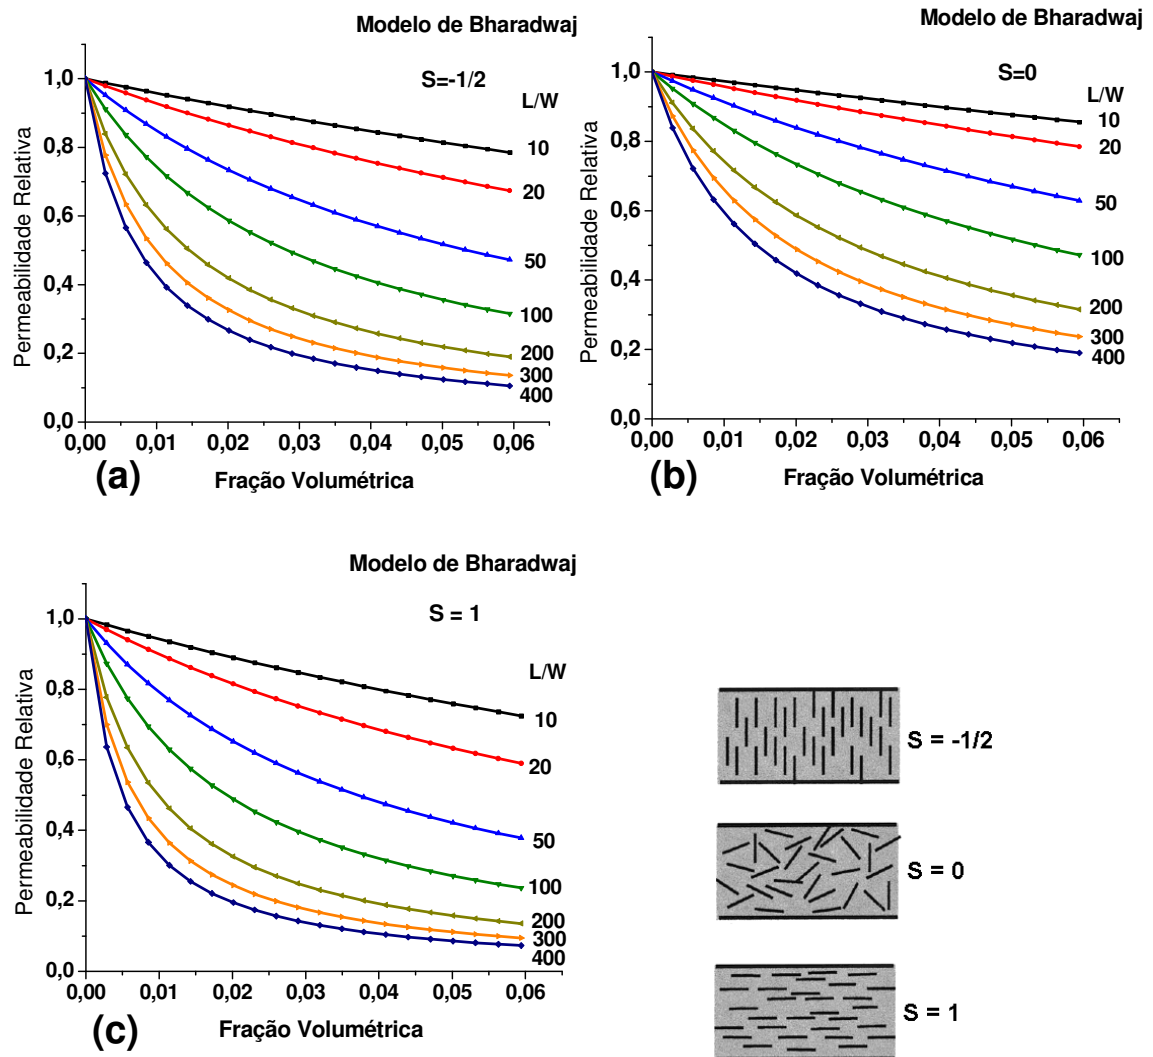 Modelo de Bharadwaj
S=-1/2
L/W
1,0
0,8
0,6
0,4
0,2
0,0
Permeabilidade Relativa
10
20
50
100
200
300
400
0,00 0,01 0,02 0,03 0,04 0,05 0,06
(a)
Fração Volumétrica
Modelo de Bharadwaj
S=0
L/W
1,0
0,8
0,6
0,4
0,2
0,0
Permeabilidade Relativa
10
20
50
100
200
300
400
0,00 0,01 0,02 0,03 0,04 0,05 0,06
(b)
Fração Volumétrica
Modelo de Bharadwaj
S = 1
L/W
1,0
0,8
0,6
0,4
0,2
0,0
Permeabilidade Relativa
10
20
50
100
200
300
400
0,00 0,01 0,02 0,03 0,04 0,05 0,06
(c)
Fração Volumétrica
S = -1/2
S = 0
S = 1